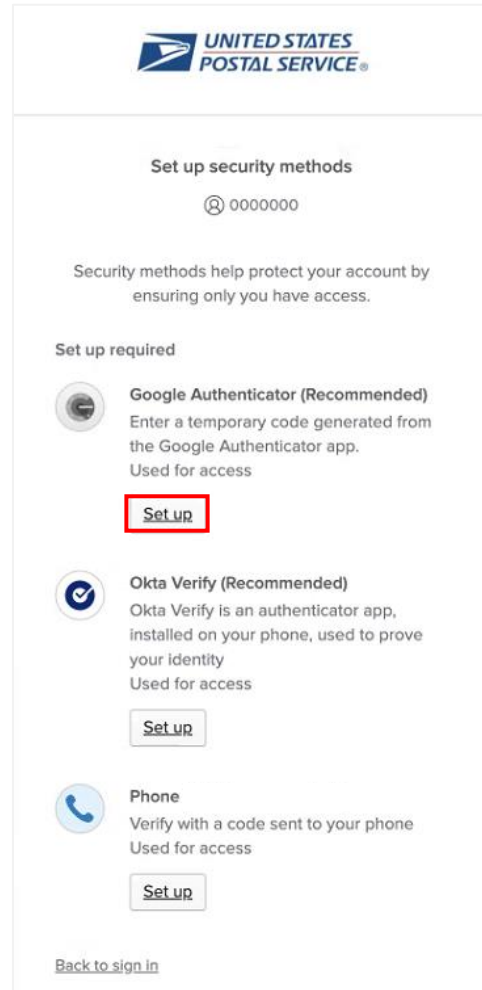 UNITED STATES
POSTAL SERVICE®
Set up security methods
0000000
Security methods help protect your account by
ensuring only you have access.
Set up required
Google Authenticator (Recommended)
Enter a temporary code generated from
the Google Authenticator app.
Used for access
Set up
Okta Verify (Recommended)
Okta Verify is an authenticator app,
installed on your phone, used to prove
your identity
Used for access
Set up
Phone
Verify with a code sent to your phone
Used for access
Set up
Back to sign in